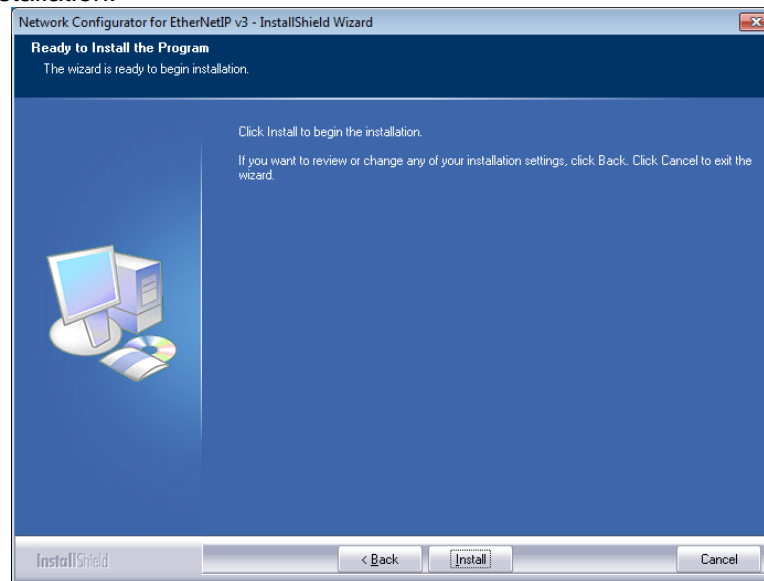 Network Configurator for EtherNetIP v3 - InstallShield Wizard
Ready to Install the Program
The wizard is ready to begin installation.
Click Install to begin the installation.
If you want to review or change any of your installation settings, click Back. Click Cancel to exit the
wizard.
InstallShield
< Back
Install
Cancel